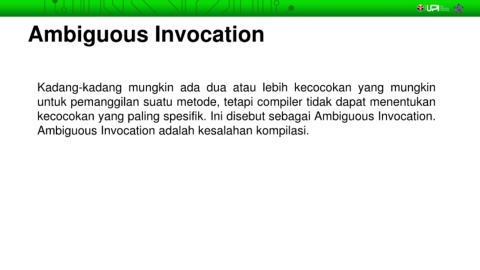 UPI
Ambiguous Invocation
Kadang-kadang mungkin ada dua atau lebih kecocokan yang mungkin
untuk pemanggilan suatu metode, tetapi compiler tidak dapat menentukan
kecocokan yang paling spesifik. Ini disebut sebagai Ambiguous Invocation.
Ambiguous Invocation adalah kesalahan kompilasi.